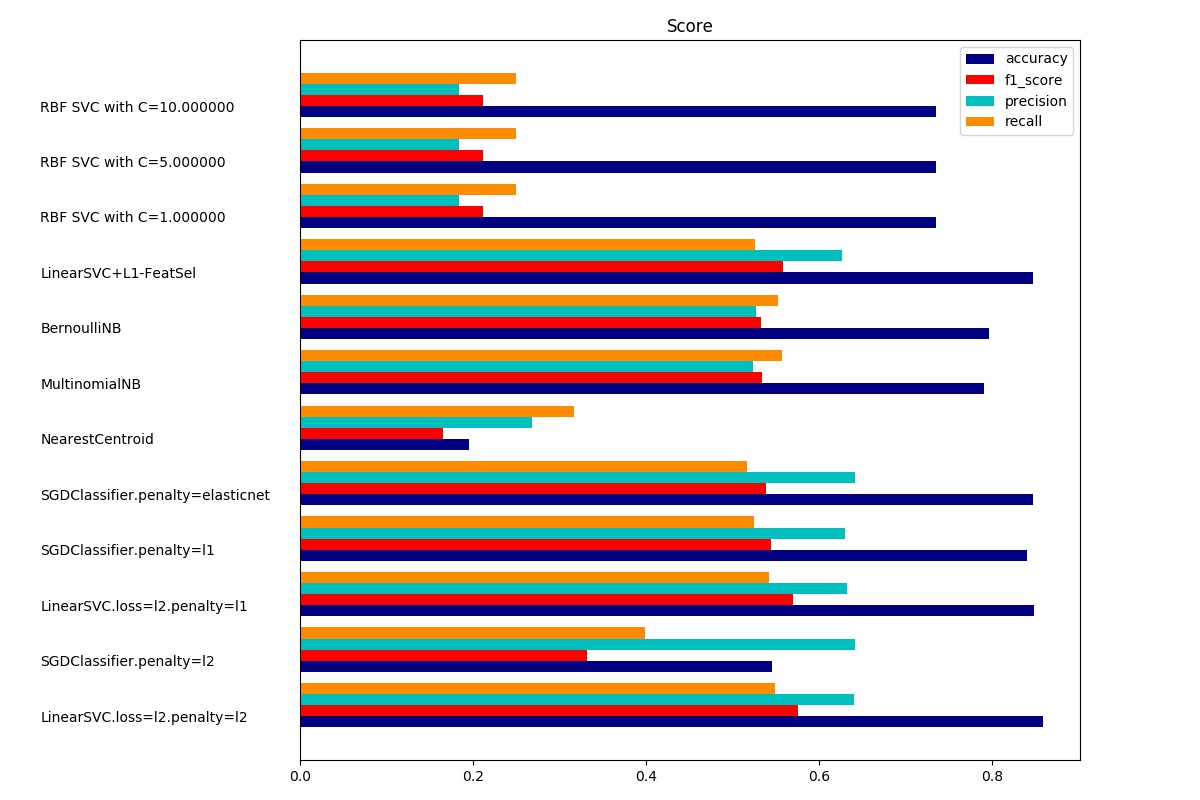 Score
accuracy
f1_score
precision
recall
RBF SVC with C=10.000000
RBF SVC with C=5.000000
RBF SVC with C=1.000000
LinearSVC+L1-FeatSel
BernoulliNB
MultinomialNB
NearestCentroid
SGDClassifier.penalty=elasticnet
SGDClassifier.penalty=l1
LinearSVC.loss=l2.penalty=l1
SGDClassifier.penalty=l2
LinearSVC.loss=l2.penalty=l2
0.0 0.2 0.4 0.6 0.8